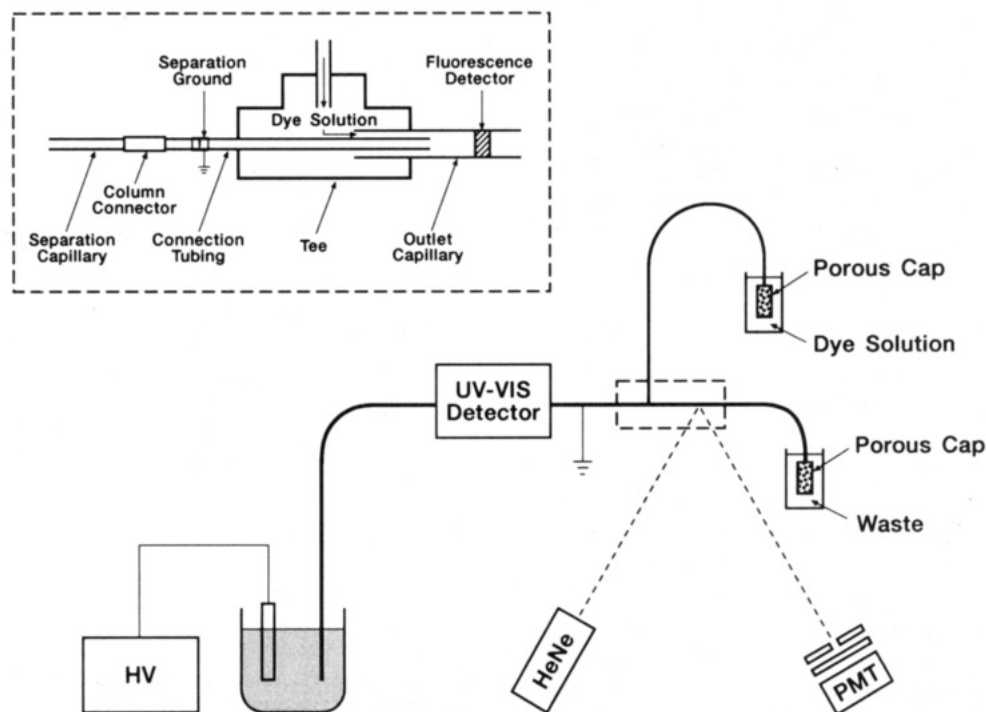 Separation
Ground
Fluorescence
Detector
Dye Solution
Column
Connector
Separation
Capillary
Connection
Tubing
Tee
Outlet
Capillary
Porous Cap
Dye Solution
UV-VIS
Detector
Porous Cap
Waste
HV
HeNe
PMT